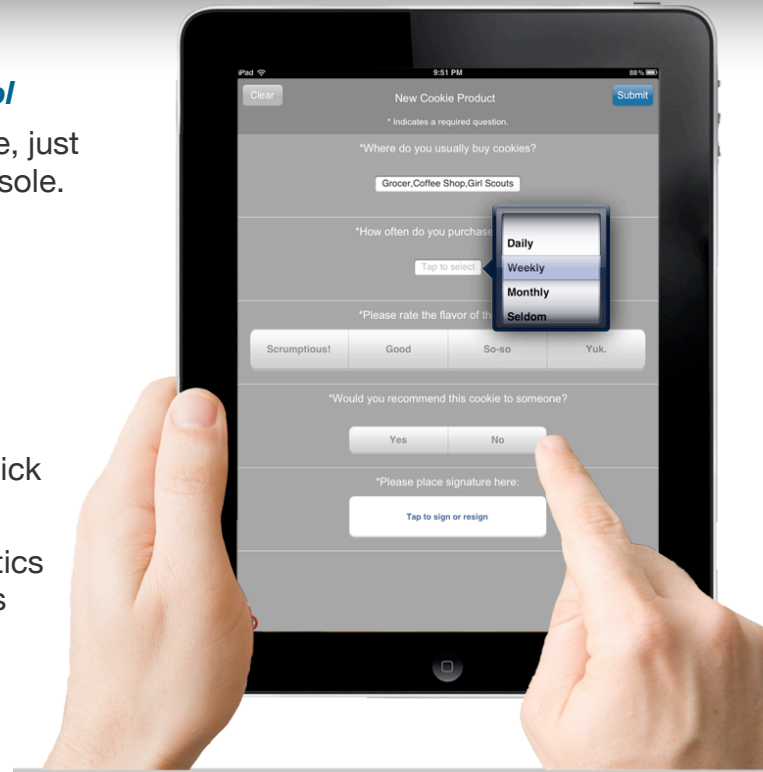 ol
e, just
sole.
ick
tics
s
iPad 9:51 PM 88%
Clear New Cookie Product Submit
* Indicates a required question.
*Where do you usually buy cookies?
Grocer,Coffee Shop,Girl Scouts
*How often do you purchase
Tap to select
Daily
Weekly
Monthly
Seldom
*Please rate the flavor of th
Scrumptious! Good So-so Yuk.
*Would you recommend this cookie to someone?
Yes No
*Please place signature here:
Tap to sign or resign